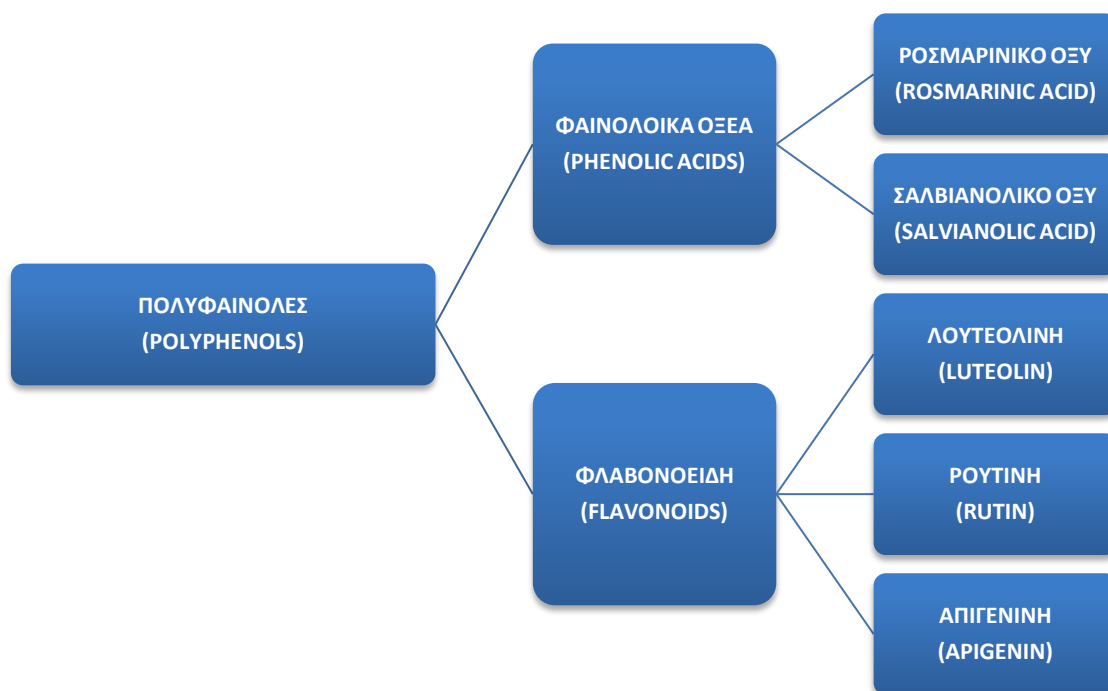 ΠΟΛΥΦΑΙΝΟΛΕΣ
(POLYPHENOLS)
ΦΑΙΝΟΛΟΙΚΑ ΟΞΕΑ
(PHENOLIC ACIDS)
ΡΟΣΜΑΡΙΝΙΚΟ ΟΞΥ
(ROSMARINIC ACID)
ΣΑΛΒΙΑΝΟΛΙΚΟ ΟΞΥ
(SALVIANOLIC ACID)
ΦΛΑΒΟΝΟΕΙΔΗ
(FLAVONOIDS)
ΛΟΥΤΕΟΛΙΝΗ
(LUTEOLIN)
ΡΟΥΤΙΝΗ
(RUTIN)
ΑΠΙΓΕΝΙΝΗ
(APIGENIN)